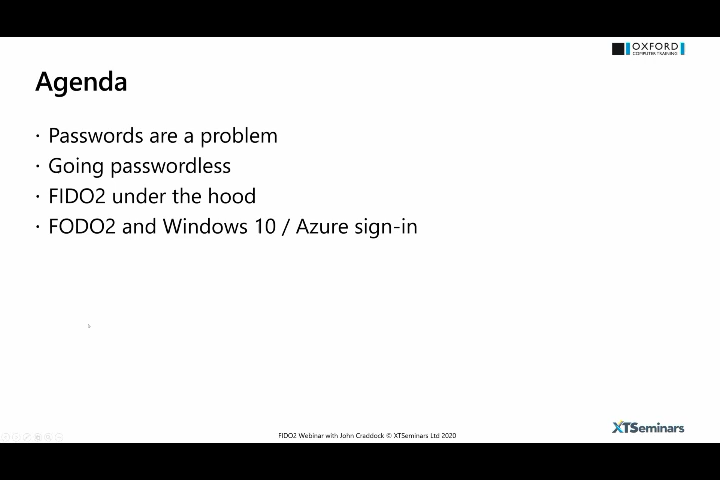 OXFORD
COMPUTER TRAINING
Agenda
· Passwords are a problem
· Going passwordless
· FIDO2 under the hood
· FODO2 and Windows 10 / Azure sign-in
XTSeminars
FIDO2 Webinar with John Craddock © XTSeminars Ltd 2020